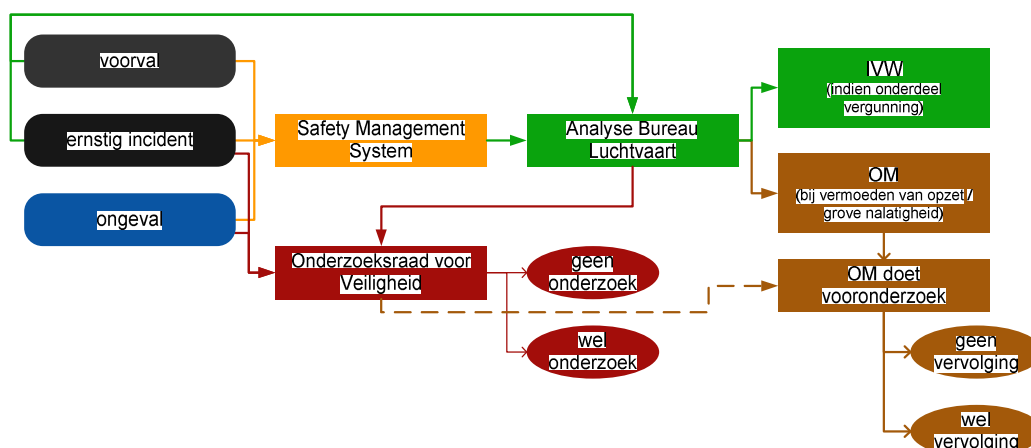 voorval
ernstig incident
ongeval
Safety Management
System
Analyse Bureau
Luchtvaart
IVW
(indien onderdeel
vergunning)
OM
(bij vermoeden van opzet /
grove nalatigheid)
Onderzoeksraad voor
Veiligheid
geen
onderzoek
wel
onderzoek
OM doet
vooronderzoek
geen
vervolging
wel
vervolging